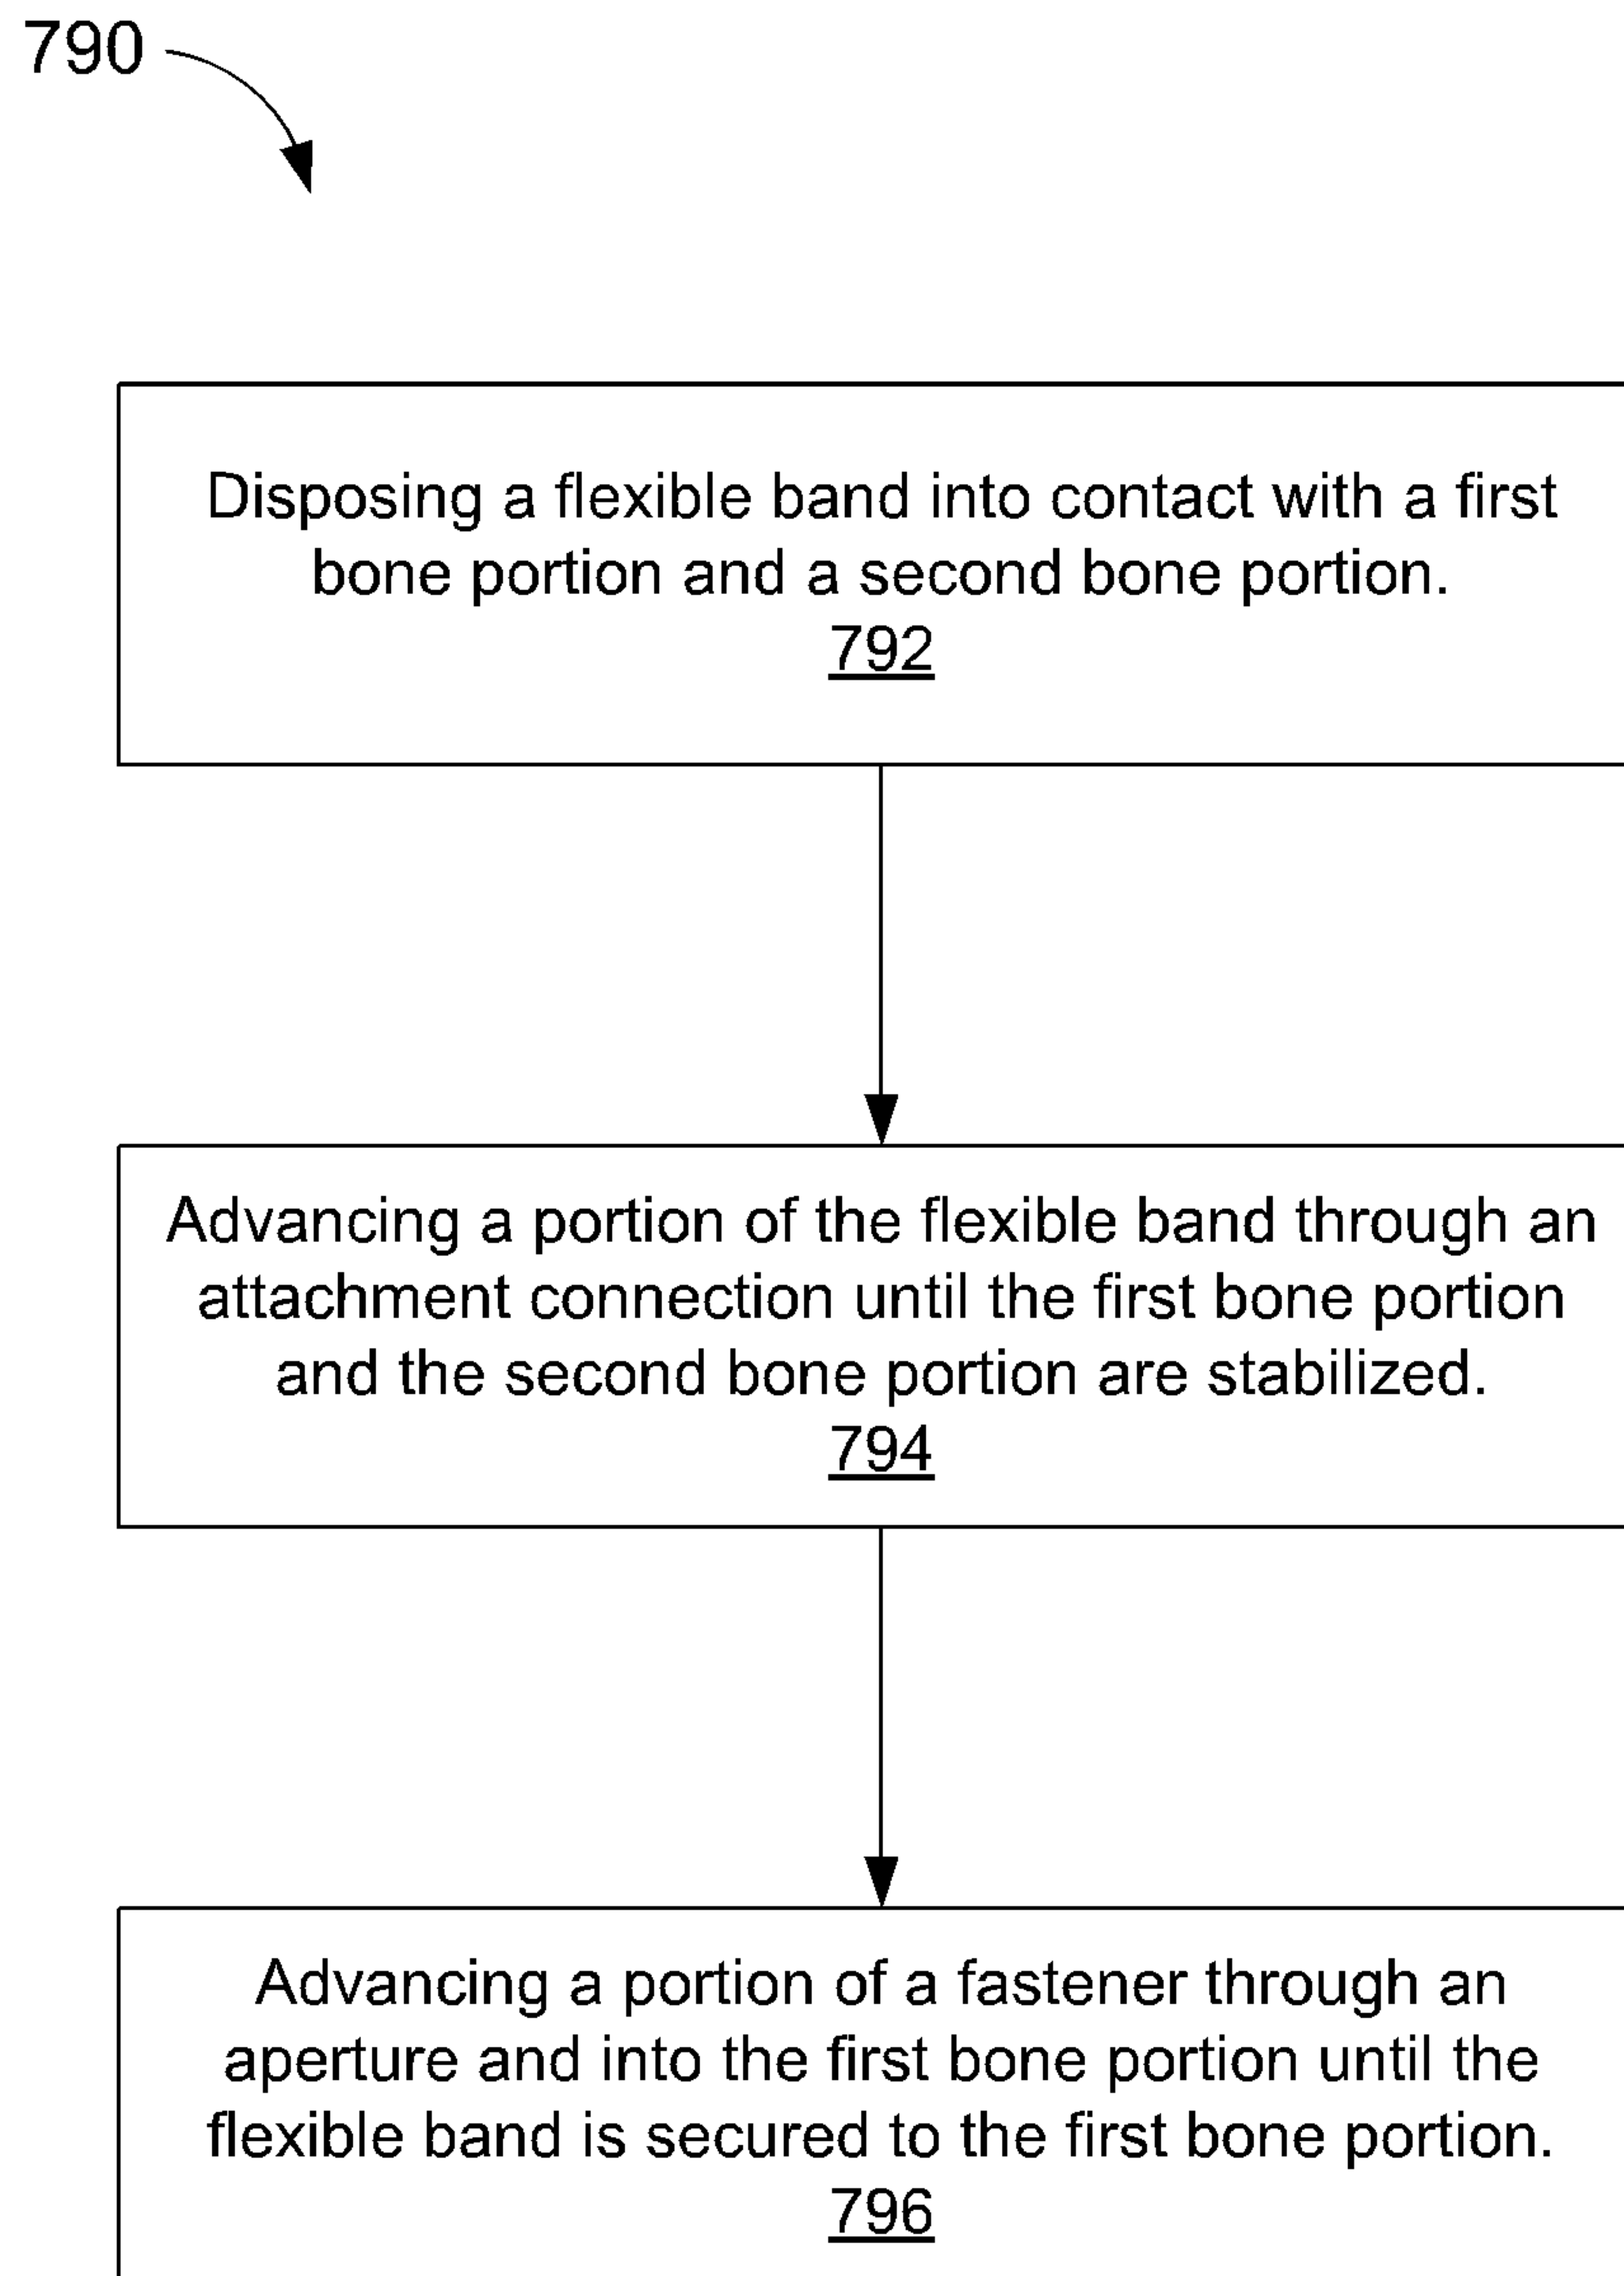 790
Disposing a flexible band into contact with a first
bone portion and a second bone portion.
792
Advancing a portion of the flexible band through an
attachment connection until the first bone portion
and the second bone portion are stabilized.
794
Advancing a portion of a fastener through an
aperture and into the first bone portion until the
flexible band is secured to the first bone portion.
796